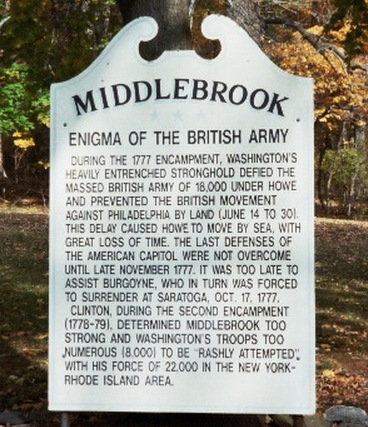 MIDDLEBROOK
ENIGMA OF THE BRITISH ARMY
DURING THE 1777 ENCAMPMENT, WASHINGTON'S
HEAVILY ENTRENCHED STRONGHOLD DEFIED THE
MASSED BRITISH ARMY OF 18,000 UNDER HOWE
AND PREVENTED THE BRITISH MOVEMENT
AGAINST PHILADELPHIA BY LAND (JUNE 14 TO 30).
THIS DELAY CAUSED HOWE TO MOVE BY SEA, WITH
GREAT LOSS OF TIME. THE LAST DEFENSES OF
THE AMERICAN CAPITOL WERE NOT OVERCOME
UNTIL LATE NOVEMBER 1777. IT WAS TOO LATE TO
ASSIST BURGOYNE, WHO IN TURN WAS FORCED
TO SURRENDER AT SARATOGA, OCT. 17, 1777.
CLINTON, DURING THE SECOND ENCAMPMENT
(1778-79), DETERMINED MIDDLEBROOK TOO
STRONG AND WASHINGTON'S TROOPS TOO
NUMEROUS (8,000) TO BE "RASHLY ATTEMPTED"
WITH HIS FORCE OF 22,000 IN THE NEW YORK-
RHODE ISLAND AREA.